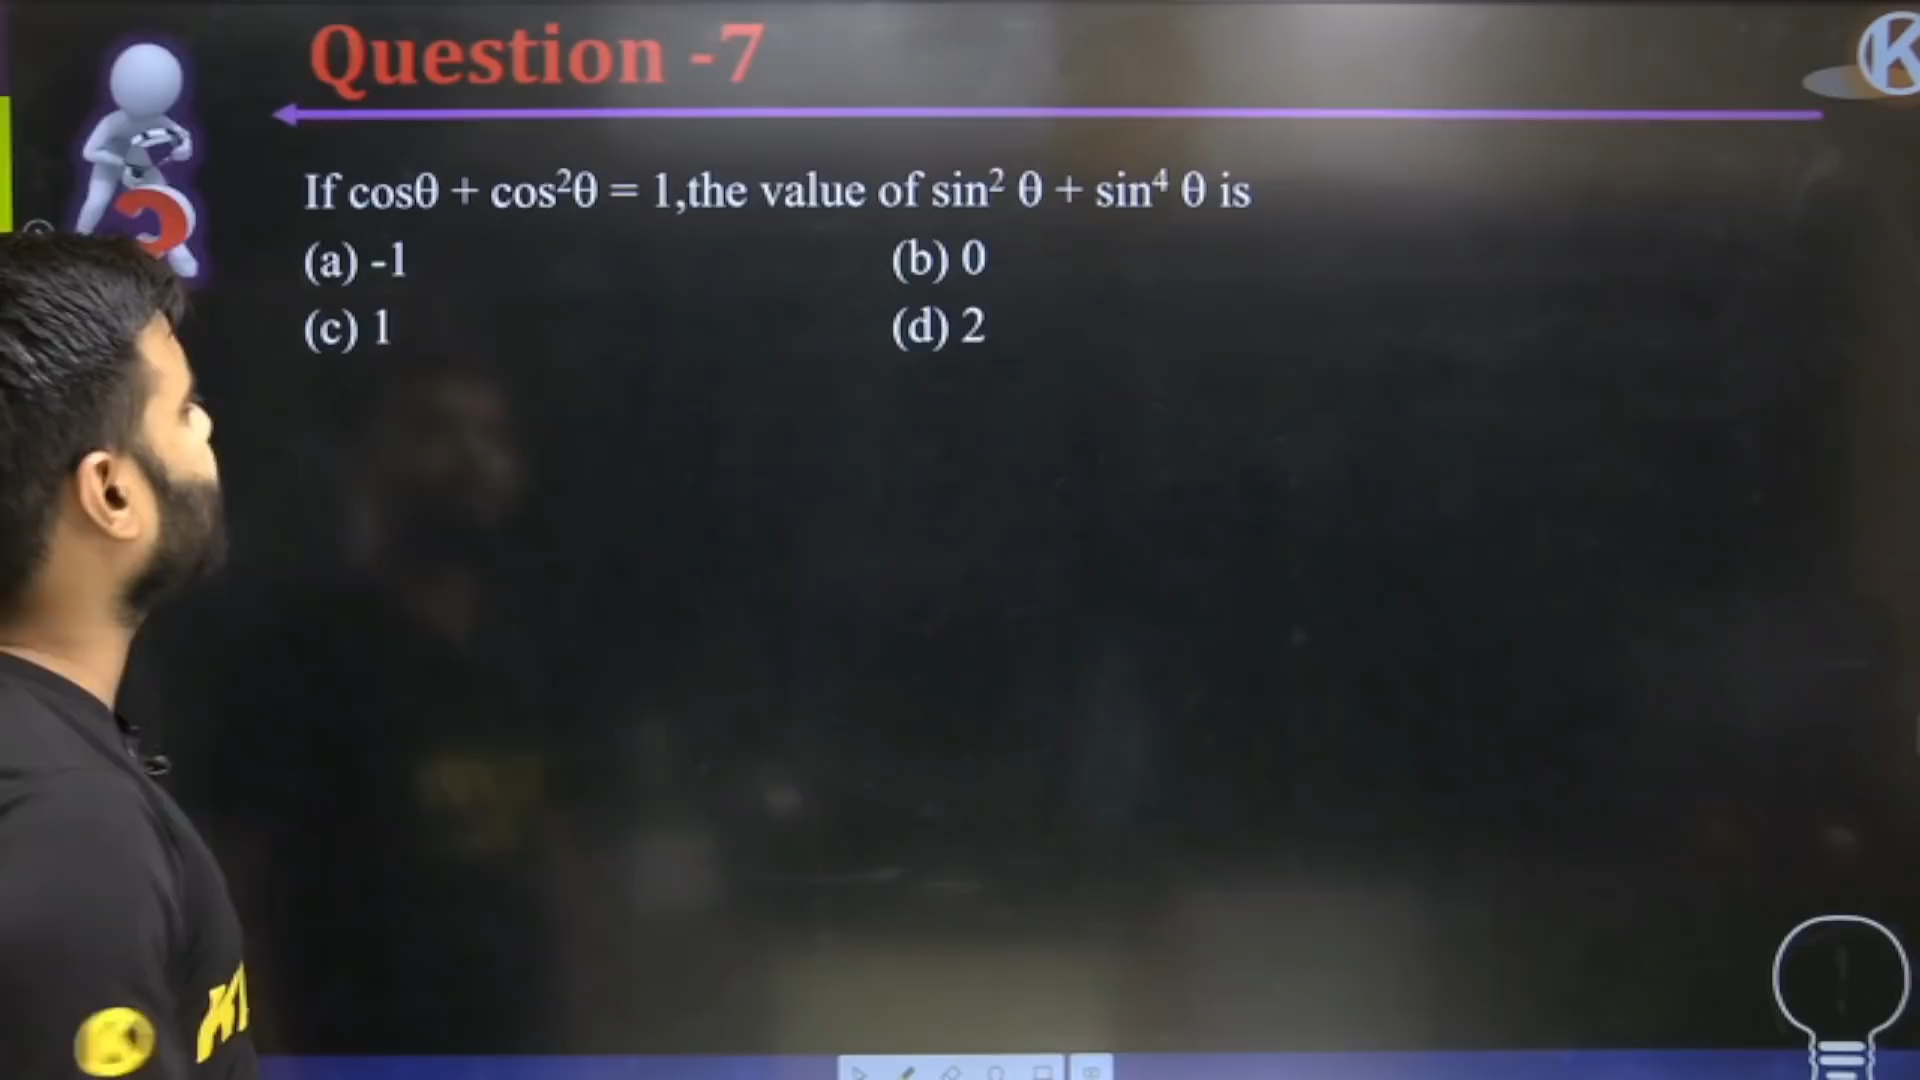 Question -7
K
If cosθ + cos²θ = 1,the value of sin² θ + sin⁴ θ is
(a) -1
(b) 0
(c) 1
(d) 2
K